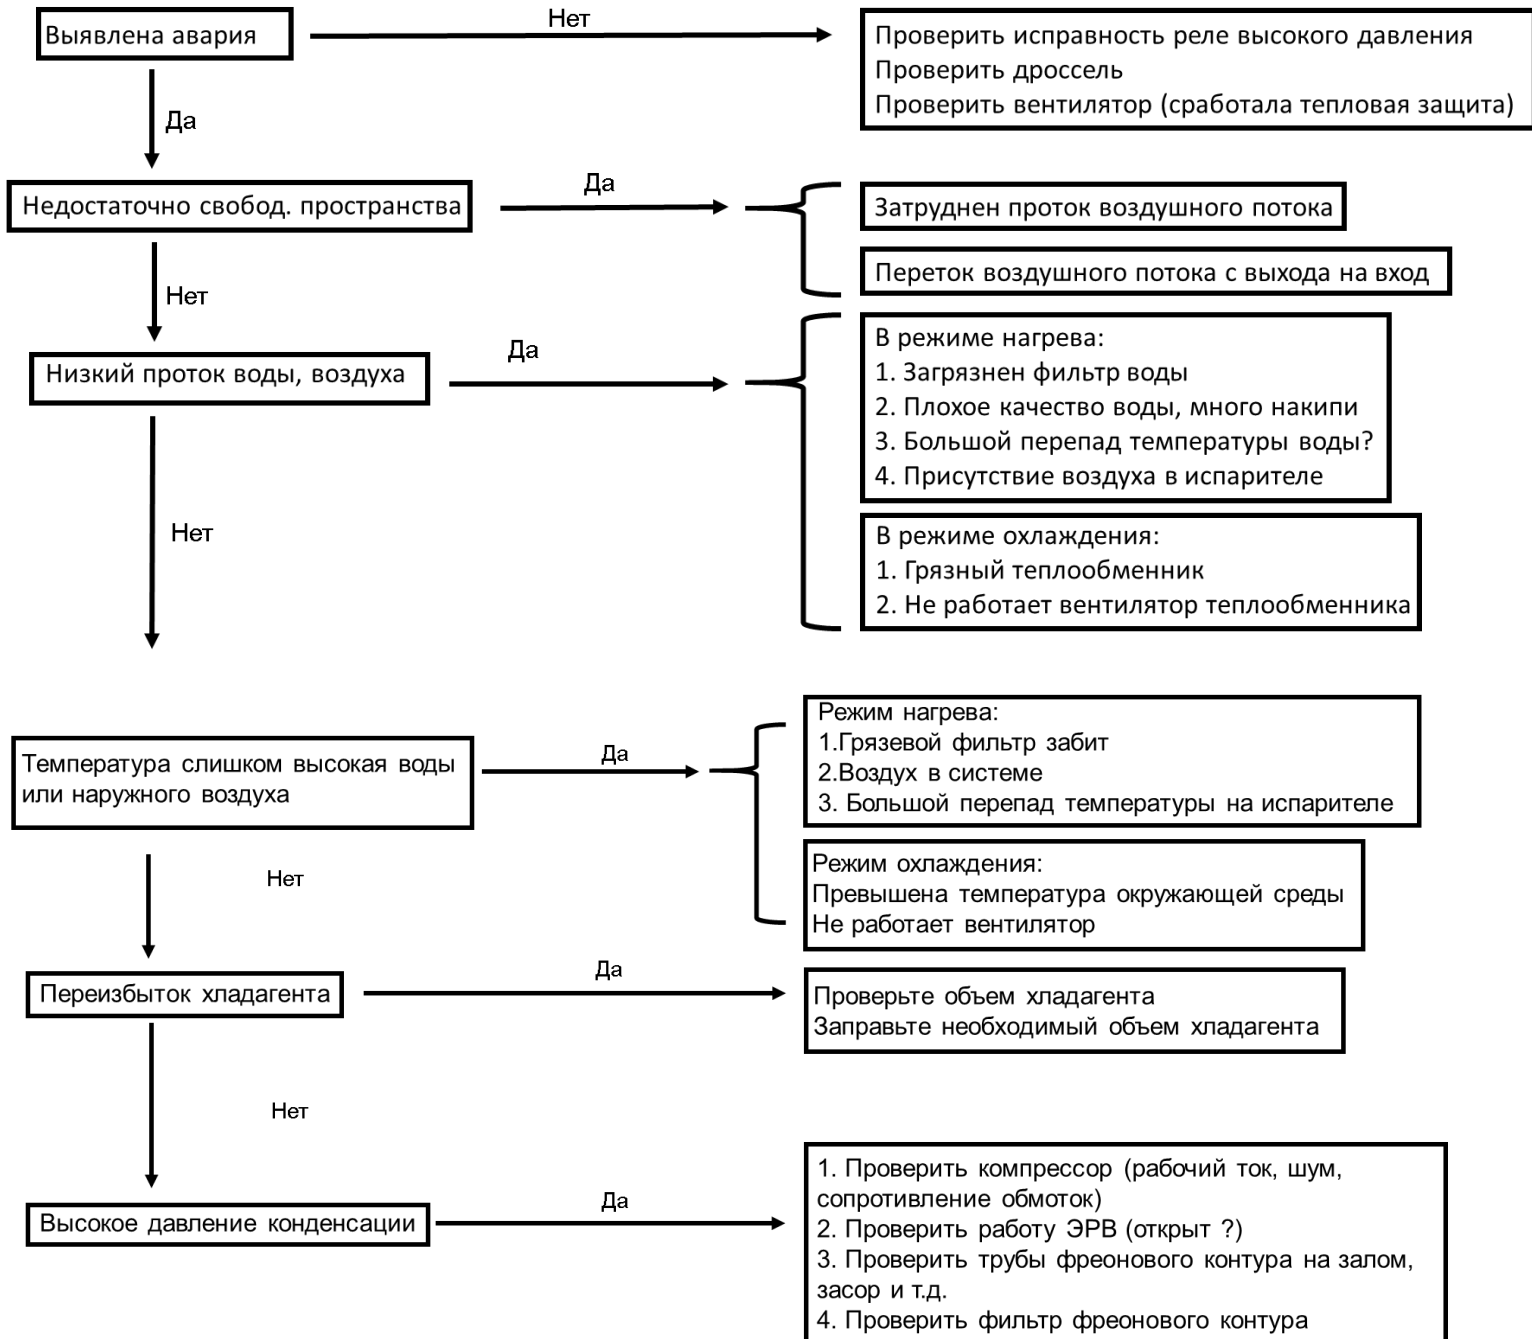 Выявлена авария
Нет
Проверить исправность реле высокого давления
Проверить дроссель
Проверить вентилятор (сработала тепловая защита)
Да
Недостаточно свобод. пространства
Да
Затруднен проток воздушного потока
Переток воздушного потока с выхода на вход
Нет
Низкий проток воды, воздуха
Да
В режиме нагрева:
1. Загрязнен фильтр воды
2. Плохое качество воды, много накипи
3. Большой перепад температуры воды?
4. Присутствие воздуха в испарителе
В режиме охлаждения:
1. Грязный теплообменник
2. Не работает вентилятор теплообменника
Нет
Температура слишком высокая воды
или наружного воздуха
Да
Режим нагрева:
1.Грязевой фильтр забит
2.Воздух в системе
3. Большой перепад температуры на испарителе
Режим охлаждения:
Превышена температура окружающей среды
Не работает вентилятор
Нет
Переизбыток хладагента
Да
Проверьте объем хладагента
Заправьте необходимый объем хладагента
Нет
Высокое давление конденсации
Да
1. Проверить компрессор (рабочий ток, шум,
сопротивление обмоток)
2. Проверить работу ЭРВ (открыт ?)
3. Проверить трубы фреонового контура на залом,
засор и т.д.
4. Проверить фильтр фреонового контура